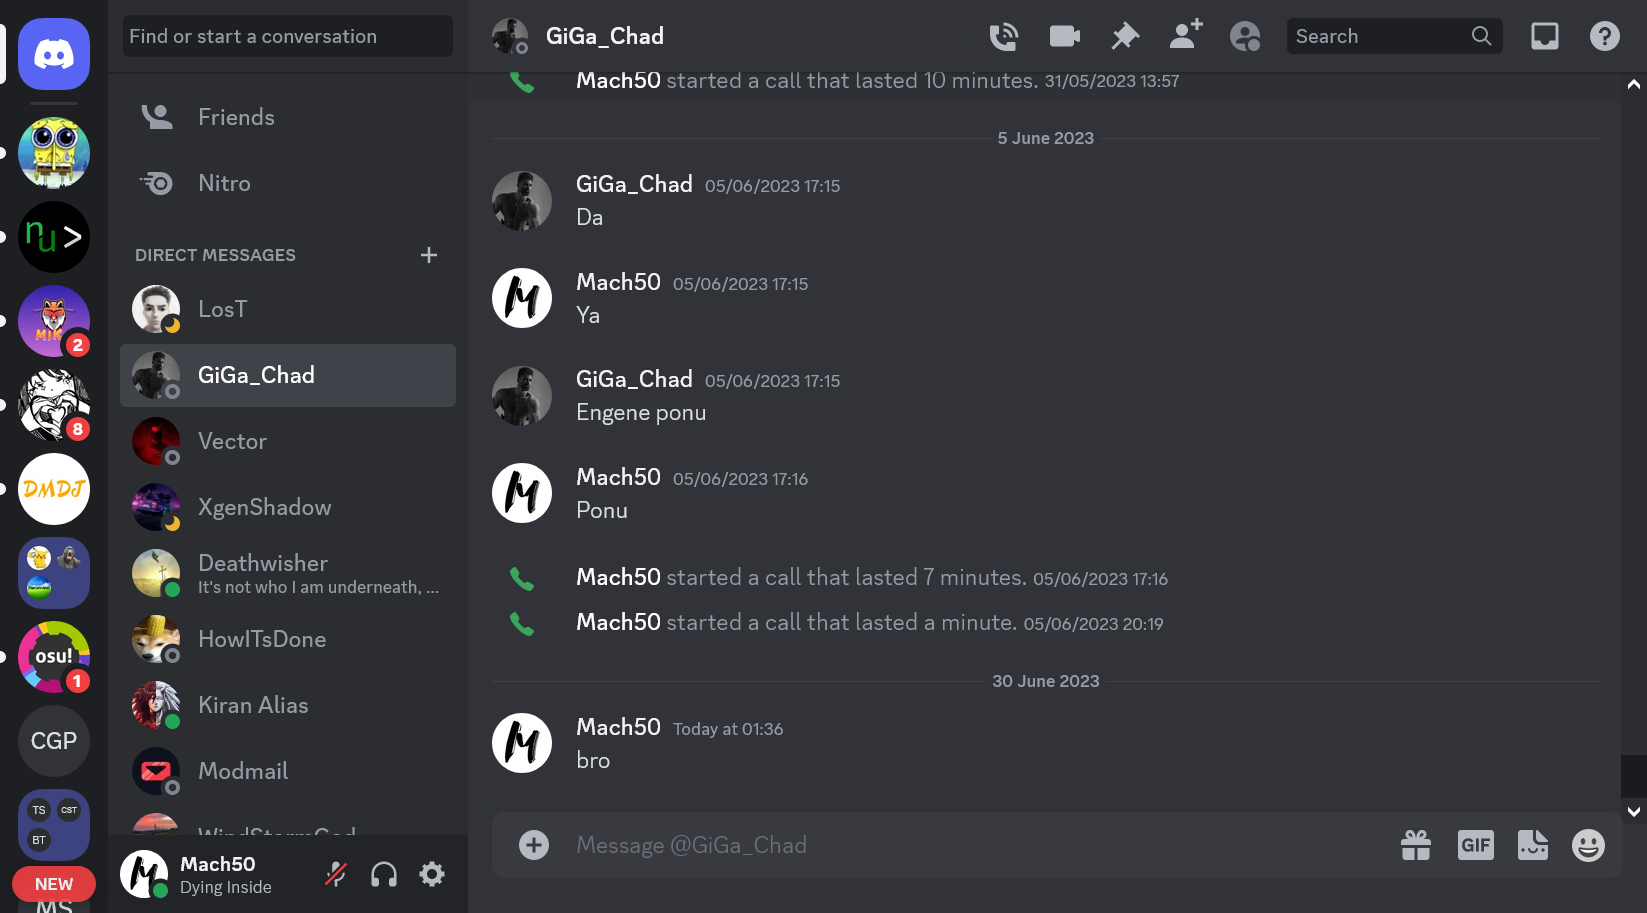 Find or start a conversation
Friends
Nitro
DIRECT MESSAGES
LosT
GiGa_Chad
Vector
XgenShadow
Deathwisher
It's not who I am underneath, ...
HowITsDone
Kiran Alias
Modmail
WindStormGod
Mach50
Dying Inside
nu>
MIK
2
8
DMDJ
osu!
1
CGP
TS
CST
BT
NEW
MS
GiGa_Chad
Search
Mach50 started a call that lasted 10 minutes. 31/05/2023 13:57
5 June 2023
GiGa_Chad 05/06/2023 17:15
Da
Mach50 05/06/2023 17:15
Ya
GiGa_Chad 05/06/2023 17:15
Engene ponu
Mach50 05/06/2023 17:16
Ponu
Mach50 started a call that lasted 7 minutes. 05/06/2023 17:16
Mach50 started a call that lasted a minute. 05/06/2023 20:19
30 June 2023
Mach50 Today at 01:36
bro
Message @GiGa_Chad
GIF